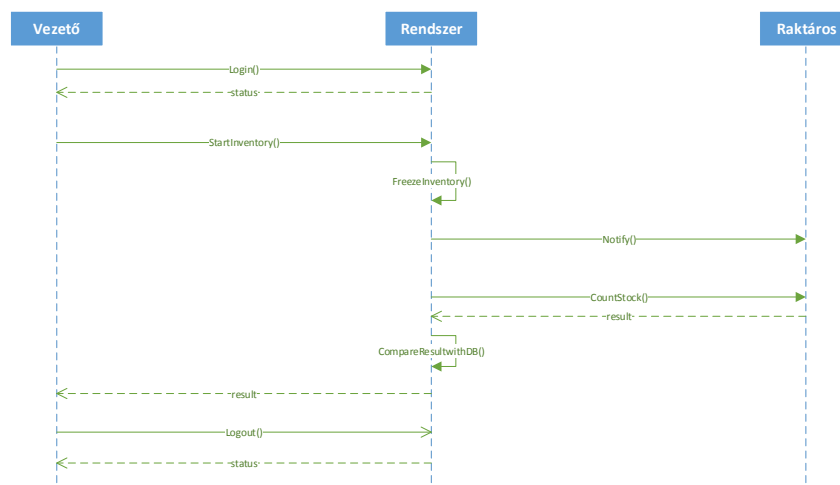 Vezető
Rendszer
Raktáros
Login()
status
StartInventory()
FreezeInventory()
Notify()
CountStock()
result
CompareResultwithDB()
result
Logout()
status